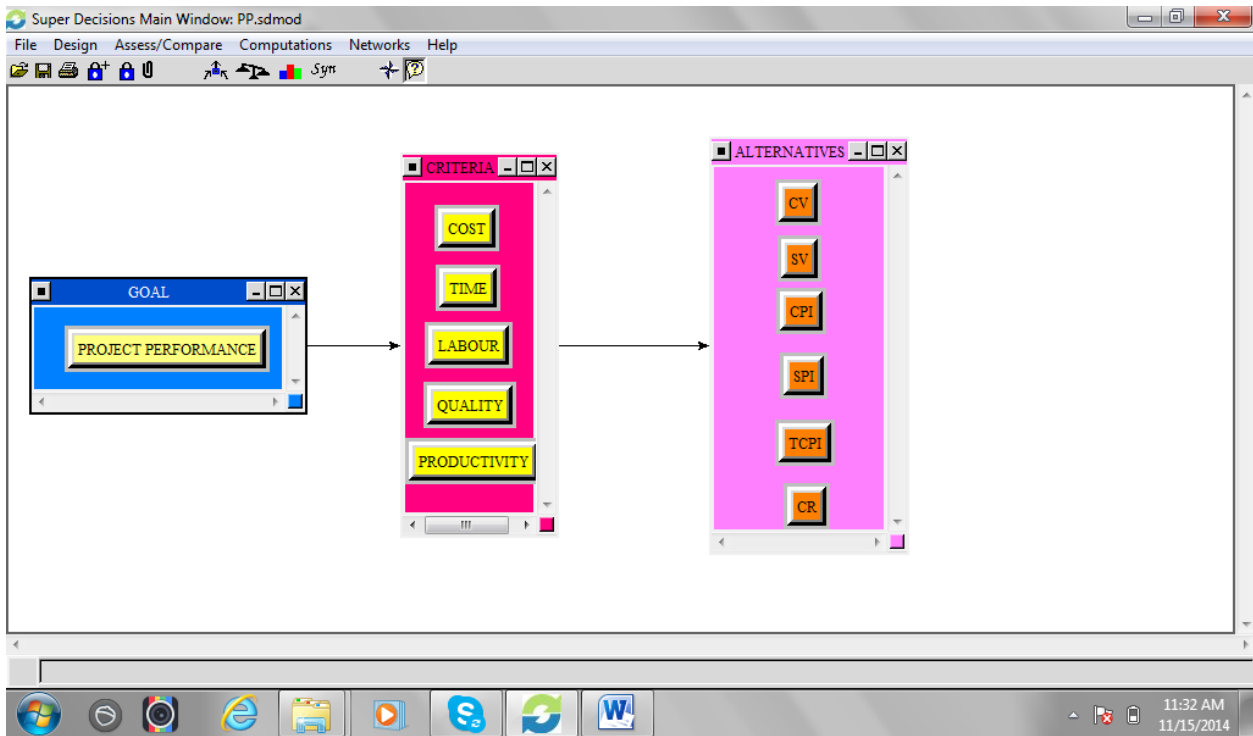 Super Decisions Main Window: PP.sdmod
File Design Assess/Compare Computations Networks Help
Syn
GOAL
PROJECT PERFORMANCE
CRITERIA
COST
TIME
LABOUR
QUALITY
PRODUCTIVITY
ALTERNATIVES
CV
SV
CPI
SPI
TCPI
CR
11:32 AM
11/15/2014